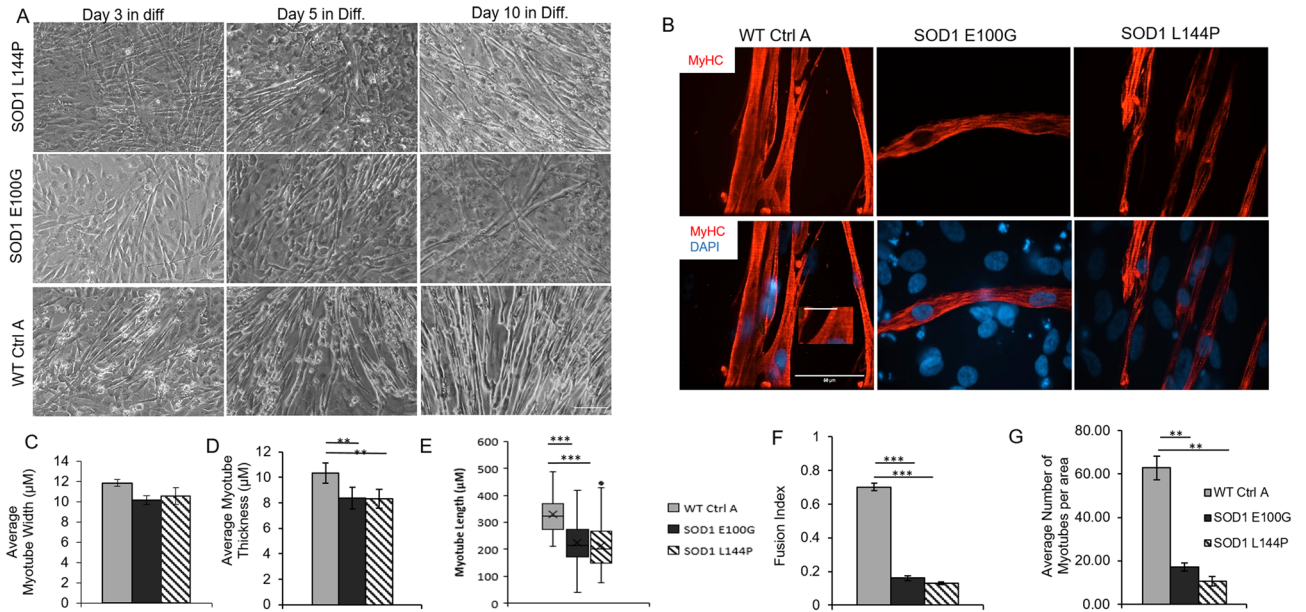 A
Day 3 in diff
Day 5 in Diff.
Day 10 in Diff.
SOD1 L144P
SOD1 E100G
WT Ctrl A
B
WT Ctrl A
SOD1 E100G
SOD1 L144P
MyHC
MyHC
DAPI
C
Average
Myotube Width (µM)
14
12
10
8
6
4
2
0
D
Average Myotube
Thickness (µM)
12
10
8
6
4
2
0
**
**
E
Myotube Length (µM)
600
500
400
300
200
100
0
***
***
WT Ctrl A
SOD1 E100G
SOD1 L144P
F
Fusion Index
1
0.8
0.6
0.4
0.2
0
***
***
G
Average Number of
Myotubes per area
80.00
60.00
40.00
20.00
0.00
**
**
WT Ctrl A
SOD1 E100G
SOD1 L144P